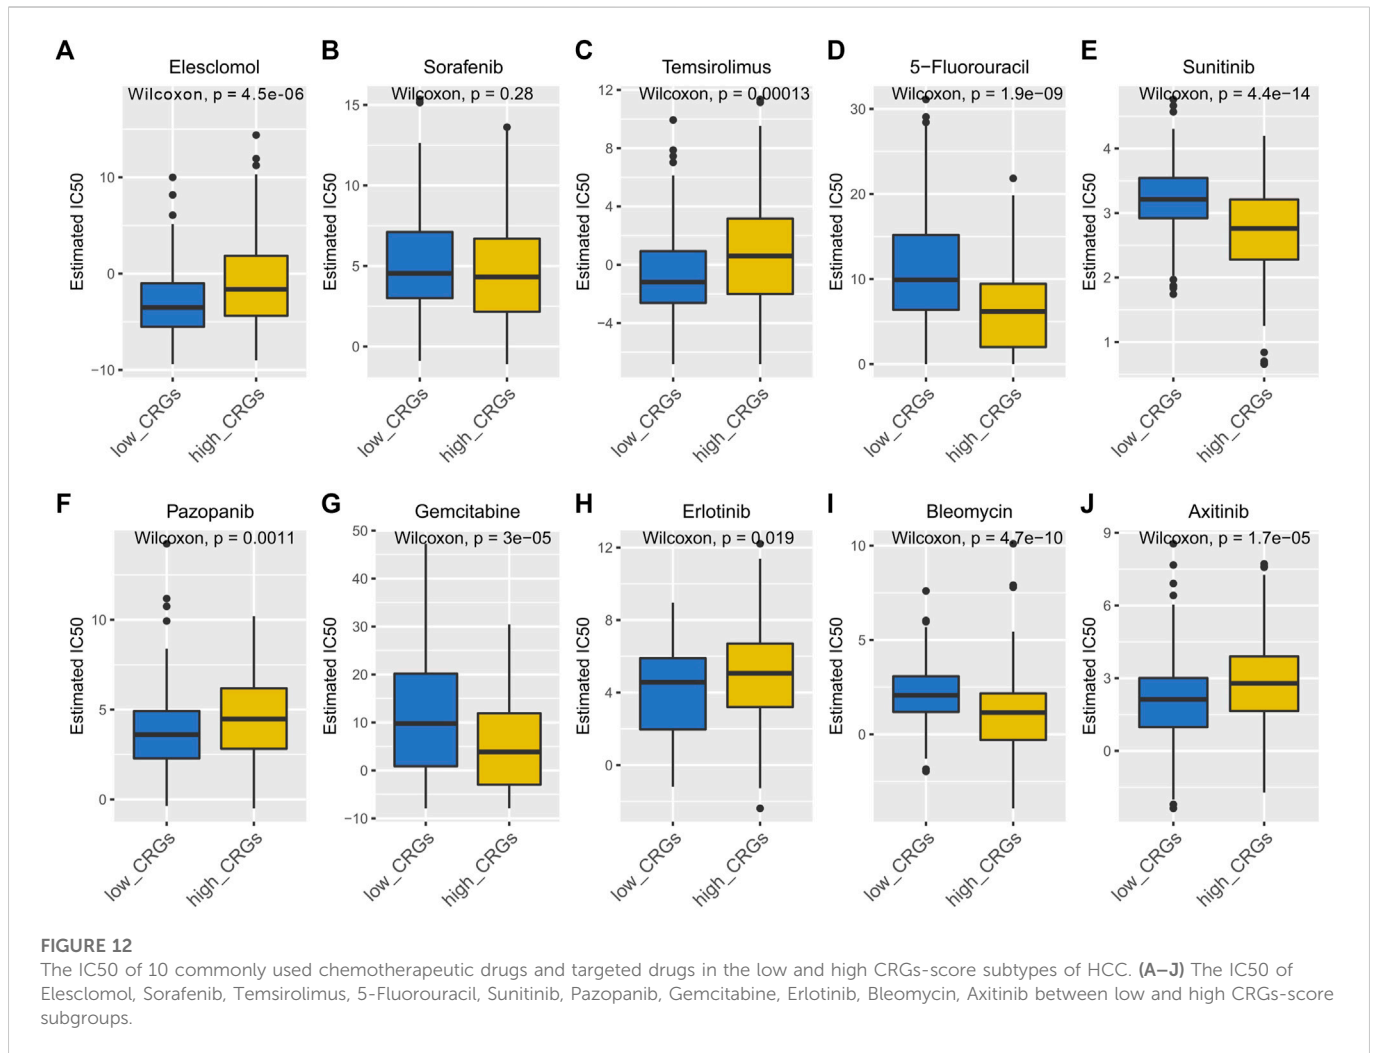 A
Elesclomol
Wilcoxon, p = 4.5e−06
Estimated IC50
10
0
−10
low_CRGs
high_CRGs
B
Sorafenib
Wilcoxon, p = 0.28
Estimated IC50
15
10
5
0
low_CRGs
high_CRGs
C
Temsirolimus
Wilcoxon, p = 0.00013
Estimated IC50
12
8
4
0
−4
low_CRGs
high_CRGs
D
5−Fluorouracil
Wilcoxon, p = 1.9e−09
Estimated IC50
30
20
10
0
low_CRGs
high_CRGs
E
Sunitinib
Wilcoxon, p = 4.4e−14
Estimated IC50
4
3
2
1
low_CRGs
high_CRGs
F
Pazopanib
Wilcoxon, p = 0.0011
Estimated IC50
10
5
0
low_CRGs
high_CRGs
G
Gemcitabine
Wilcoxon, p = 3e−05
Estimated IC50
50
40
30
20
10
0
−10
low_CRGs
high_CRGs
H
Erlotinib
Wilcoxon, p = 0.019
Estimated IC50
12
8
4
0
low_CRGs
high_CRGs
I
Bleomycin
Wilcoxon, p = 4.7e−10
Estimated IC50
10
5
0
low_CRGs
high_CRGs
J
Axitinib
Wilcoxon, p = 1.7e−05
Estimated IC50
9
6
3
0
low_CRGs
high_CRGs
FIGURE 12
The IC50 of 10 commonly used chemotherapeutic drugs and targeted drugs in the low and high CRGs-score subtypes of HCC. (A–J) The IC50 of
Elesclomol, Sorafenib, Temsirolimus, 5-Fluorouracil, Sunitinib, Pazopanib, Gemcitabine, Erlotinib, Bleomycin, Axitinib between low and high CRGs-score
subgroups.